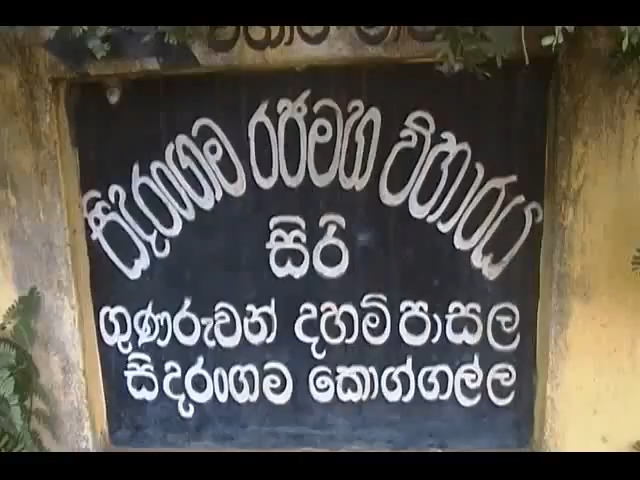 සිදුරංගම රජමහ විහාරය
සිරි
ගුණරුවන් දහම් පාසල
සිදුරංගම කොග්ගල්ල